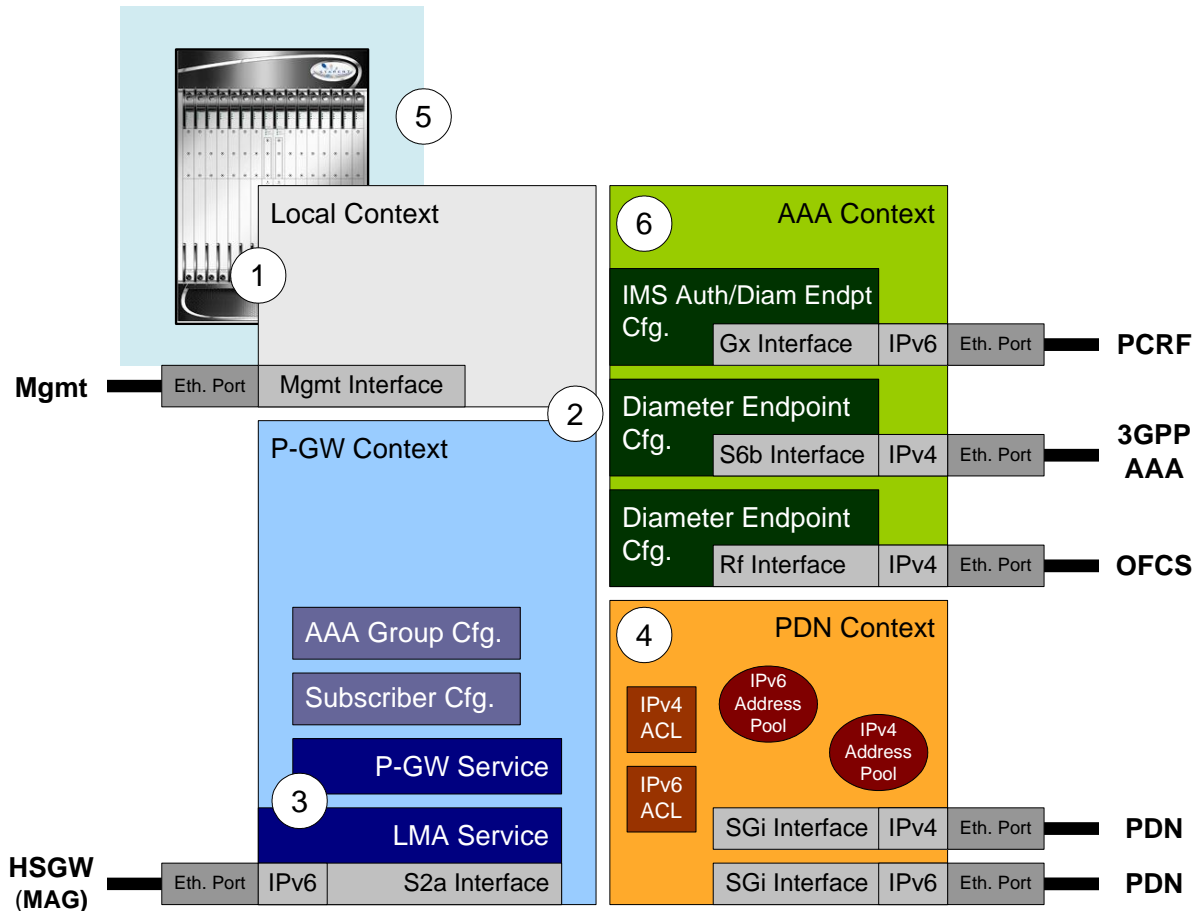 5
Local Context
1
Mgmt
Eth. Port
Mgmt Interface
2
P-GW Context
AAA Group Cfg.
Subscriber Cfg.
P-GW Service
3
LMA Service
HSGW
(MAG)
Eth. Port
IPv6
S2a Interface
6
AAA Context
IMS Auth/Diam Endpt
Cfg.
Gx Interface
IPv6
Eth. Port
PCRF
Diameter Endpoint
Cfg.
S6b Interface
IPv4
Eth. Port
3GPP
AAA
Diameter Endpoint
Cfg.
Rf Interface
IPv4
Eth. Port
OFCS
4
PDN Context
IPv4
ACL
IPv6
Address
Pool
IPv4
Address
Pool
IPv6
ACL
SGi Interface
IPv4
Eth. Port
PDN
SGi Interface
IPv6
Eth. Port
PDN